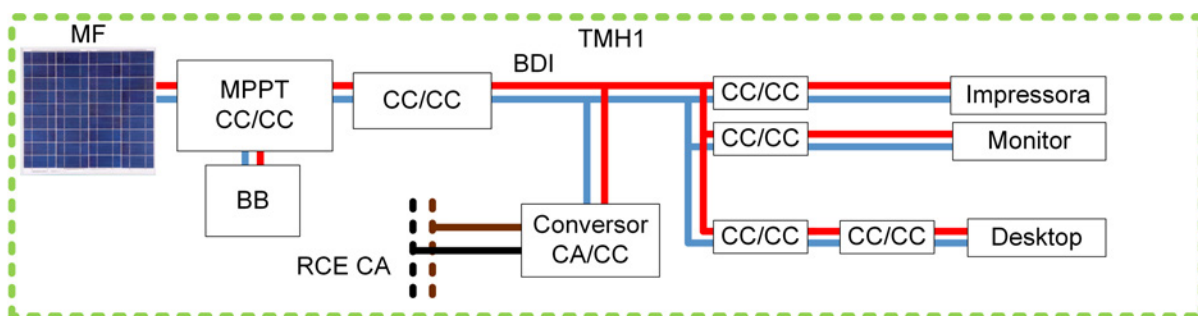 MF
TMH1
BDI
MPPT
CC/CC
CC/CC
CC/CC
Impressora
CC/CC
Monitor
BB
Conversor
CA/CC
RCE CA
CC/CC
CC/CC
Desktop